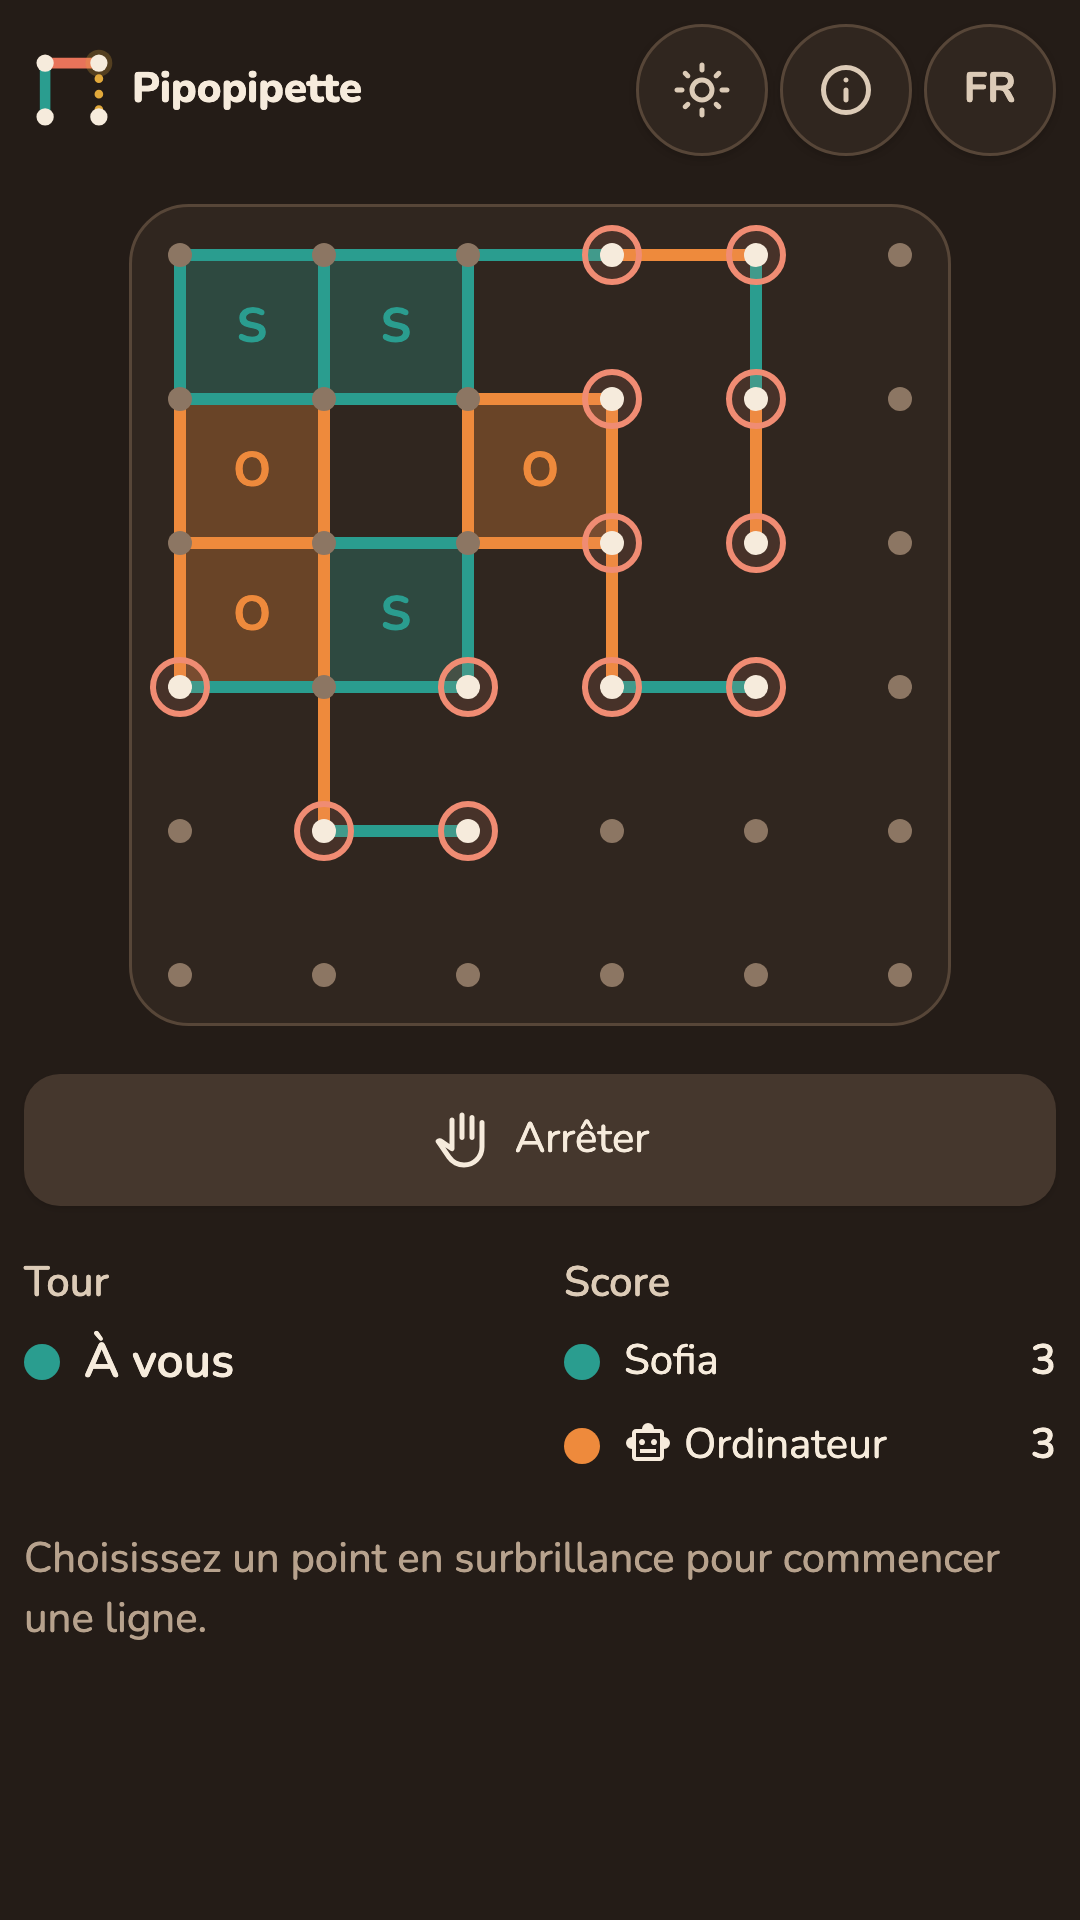 Pipopipette
FR
S S
O O
O S
Arrêter
Tour
À vous
Score
Sofia 3
Ordinateur 3
Choisissez un point en surbrillance pour commencer
une ligne.